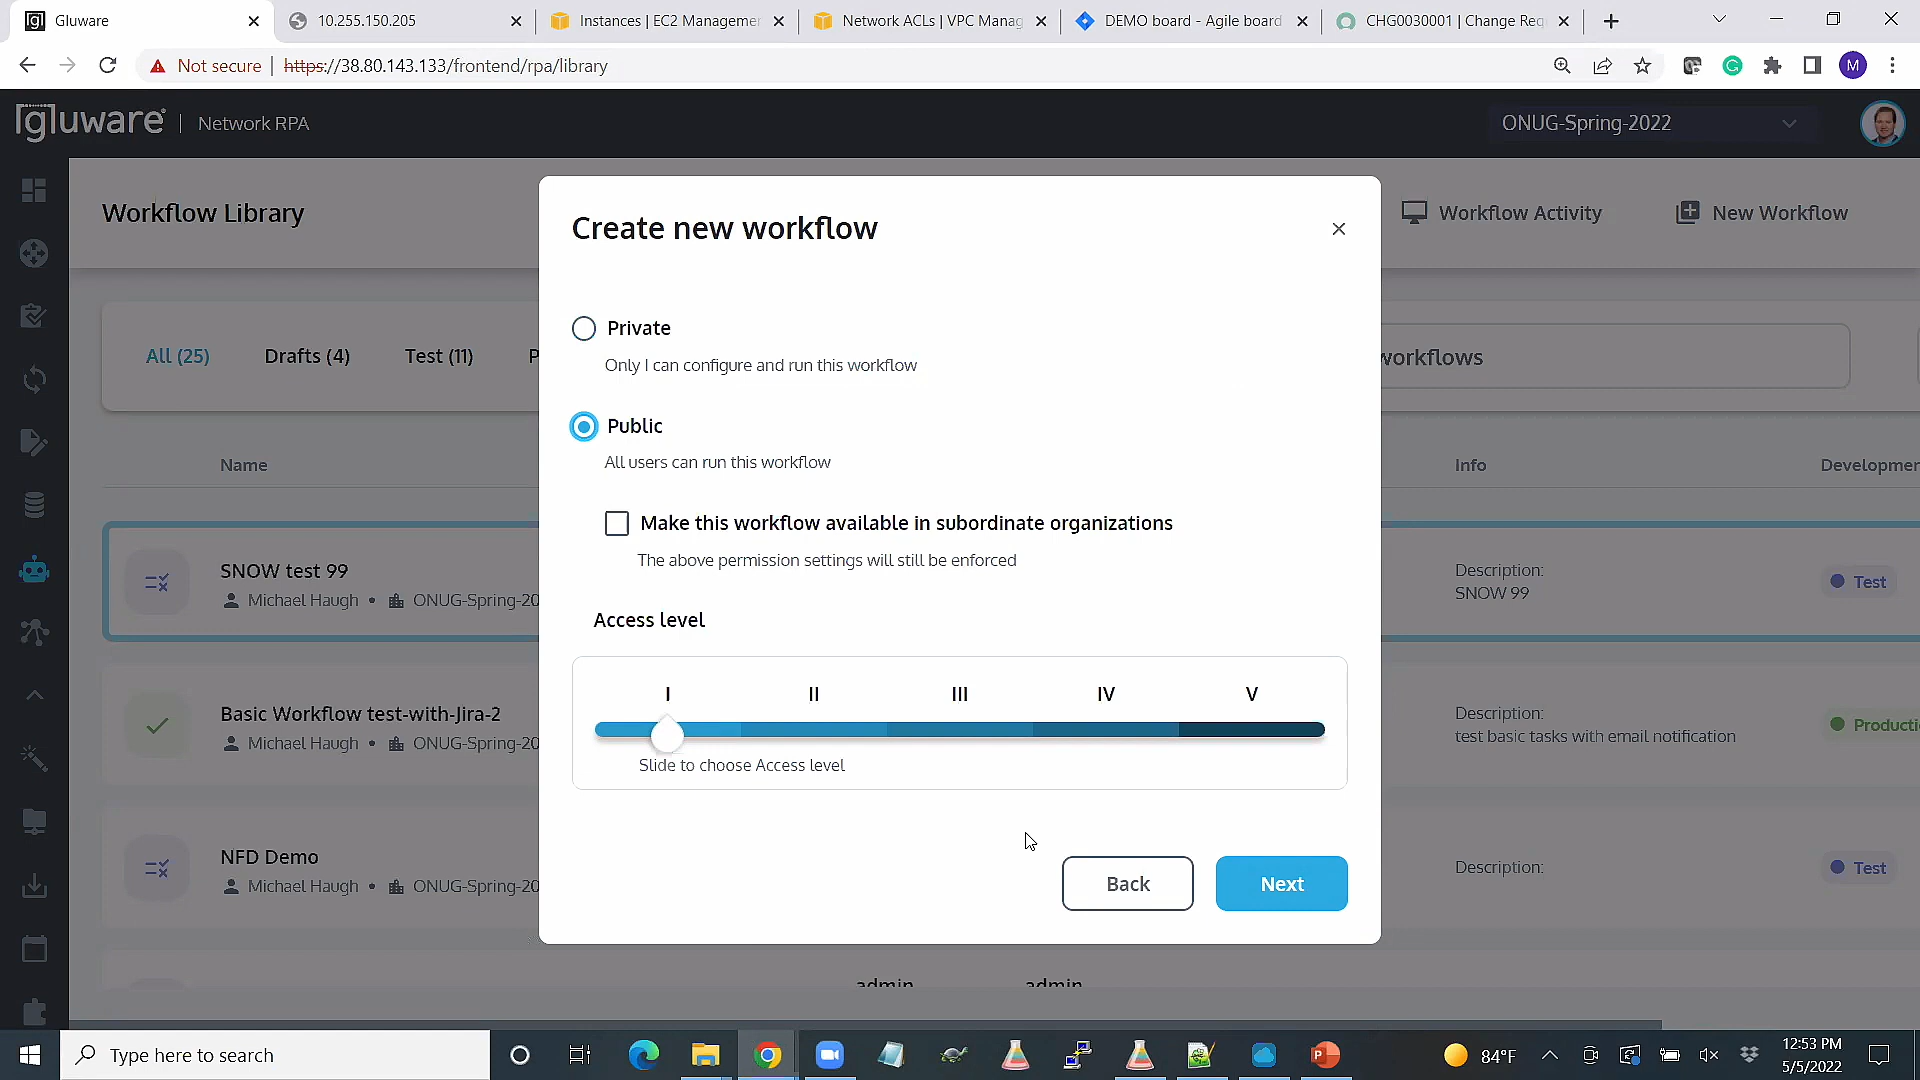 Gluware
10.255.150.205
Instances | EC2 Managemen
Network ACLs | VPC Manag
DEMO board - Agile board
CHG0030001 | Change Req
Not secure | https://38.80.143.133/frontend/rpa/library
M
gluware | Network RPA
ONUG-Spring-2022
Workflow Library
Workflow Activity
New Workflow
Create new workflow
Private
Only I can configure and run this workflow
All (25)
Drafts (4)
Test (11)
P
workflows
Public
All users can run this workflow
Name
Info
Developmer
Make this workflow available in subordinate organizations
The above permission settings will still be enforced
SNOW test 99
Michael Haugh • ONUG-Spring-20
Description:
SNOW 99
Test
Access level
I II III IV V
Slide to choose Access level
Basic Workflow test-with-Jira-2
Michael Haugh • ONUG-Spring-20
Description:
test basic tasks with email notification
Producti
NFD Demo
Michael Haugh • ONUG-Spring-20
Description:
Test
Back
Next
admin
admin
Type here to search
84°F
12:53 PM
5/5/2022